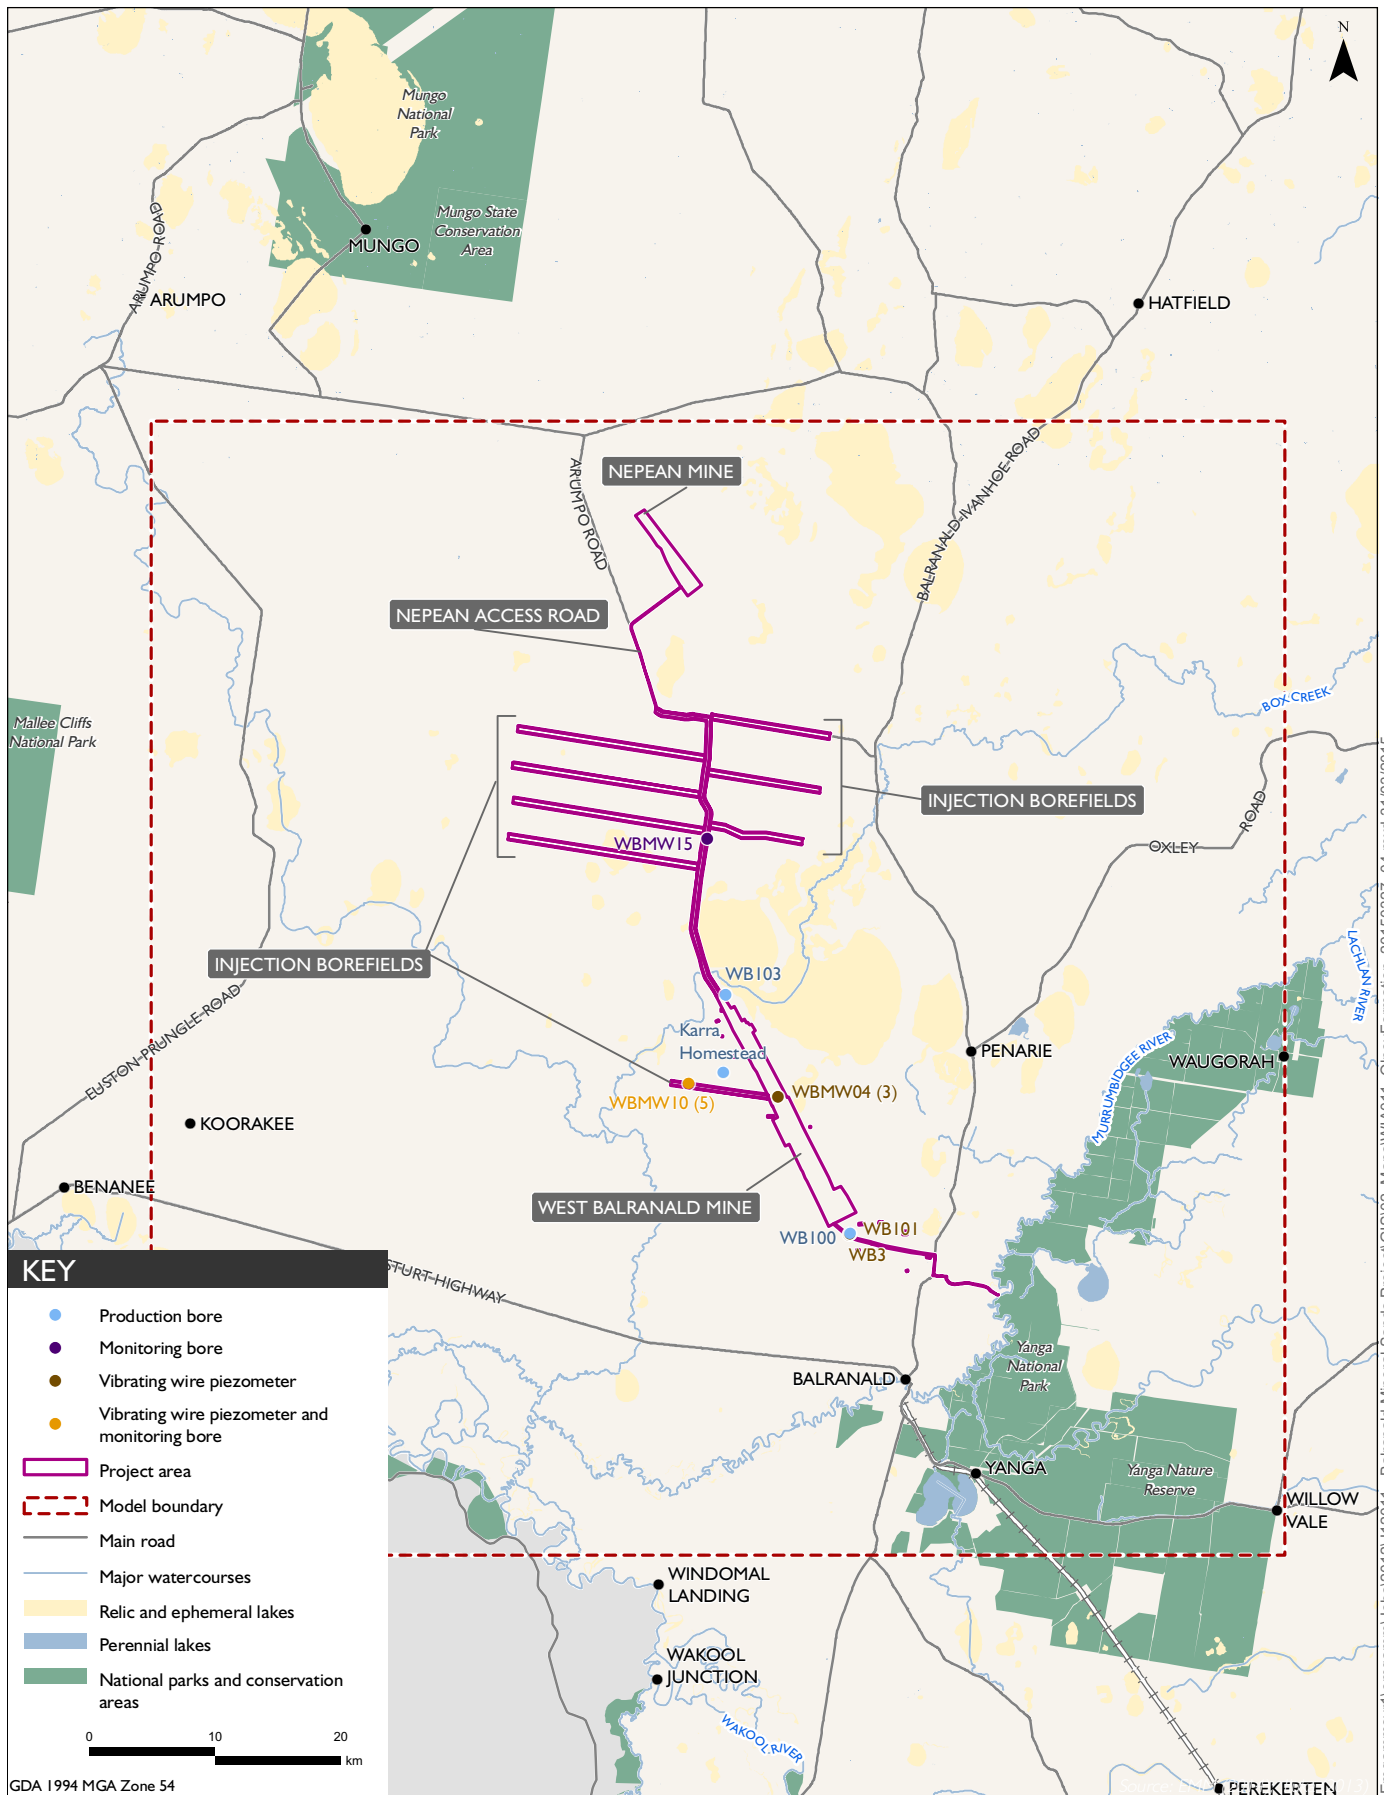 N
Mungo
National
Park
Mungo State
Conservation
Area
MUNGO
ARUMPO ROAD
ARUMPO
HATFIELD
NEPEAN MINE
ARUMPO ROAD
BALRANALD-IVANHOE-ROAD
NEPEAN ACCESS ROAD
BOX CREEK
Mallee Cliffs
National Park
INJECTION BOREFIELDS
ROAD
OXLEY
WBMW15
LACHLAN RIVER
INJECTION BOREFIELDS
WB103
EUSTON-PRUNGLE-ROAD
Karra
Homestead
PENARIE
MURRUMBIDGEE RIVER
WAUGORAH
WBMW04 (3)
WBMW10 (5)
KOORAKEE
BENANEE
WEST BALRANALD MINE
WB101
WB100
WB3
STURT-HIGHWAY
Yanga
National
Park
BALRANALD
YANGA
Yanga Nature
Reserve
WILLOW
VALE
WINDOMAL
LANDING
WAKOOL
JUNCTION
WAKOOL RIVER
PEREKERTEN
KEY
Production bore
Monitoring bore
Vibrating wire piezometer
Vibrating wire piezometer and
monitoring bore
Project area
Model boundary
Main road
Major watercourses
Relic and ephemeral lakes
Perennial lakes
National parks and conservation
areas
0 10 20
km
GDA 1994 MGA Zone 54